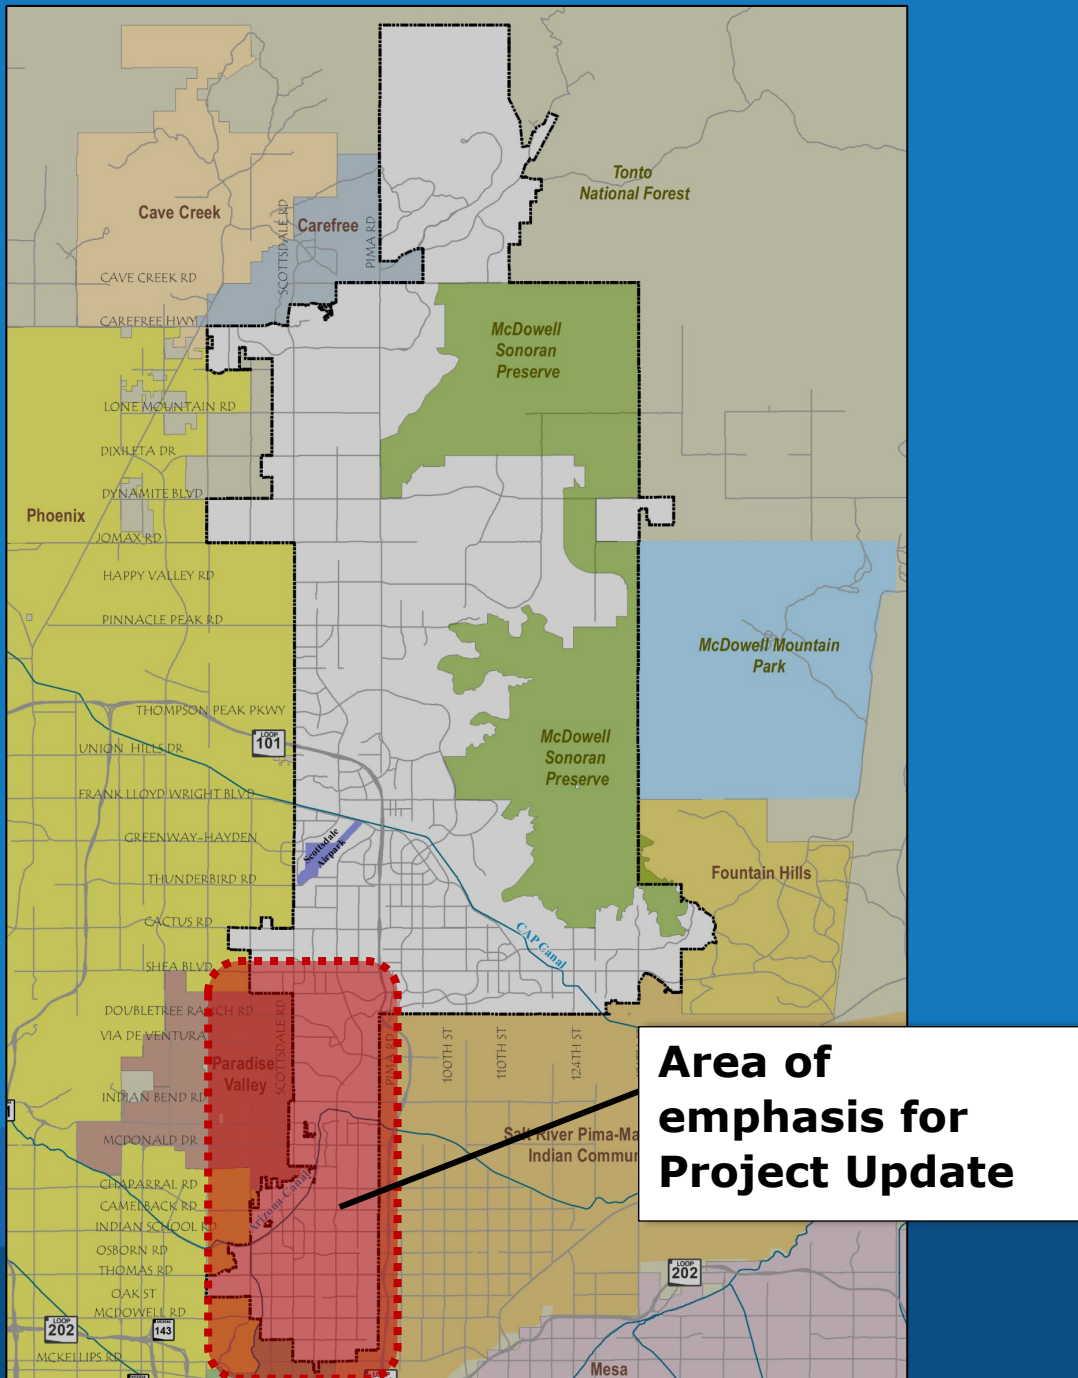 Tonto
National Forest
Cave Creek
Carefree
SCOTTSDALE RD
PIMA RD
CAVE CREEK RD
CAREFREE HWY
McDowell
Sonoran
Preserve
LONE MOUNTAIN RD
DIXILETA DR
DYNAMITE BLVD
Phoenix
JOMAX RD
HAPPY VALLEY RD
PINNACLE PEAK RD
McDowell Mountain
Park
THOMPSON PEAK PKWY
LOOP
101
UNION HILLS DR
McDowell
Sonoran
Preserve
FRANK LLOYD WRIGHT BLVD
GREENWAY-HAYDEN
Scottsdale
Airpark
THUNDERBIRD RD
Fountain Hills
CACTUS RD
CAP Canal
SHEA BLVD
DOUBLETREE RANCH RD
SCOTTSDALE RD
PIMA RD
VIA DE VENTURA
100TH ST
110TH ST
124TH ST
Paradise
Valley
INDIAN BEND RD
Area of
emphasis for
Project Update
MCDONALD DR
Salt River Pima-Ma
Indian Commun
CHAPARRAL RD
Arizona Canal
CAMELBACK RD
INDIAN SCHOOL RD
OSBORN RD
THOMAS RD
LOOP
202
OAK ST
MCDOWELL RD
LOOP
202
143
MCKELLIPS RD
Mesa